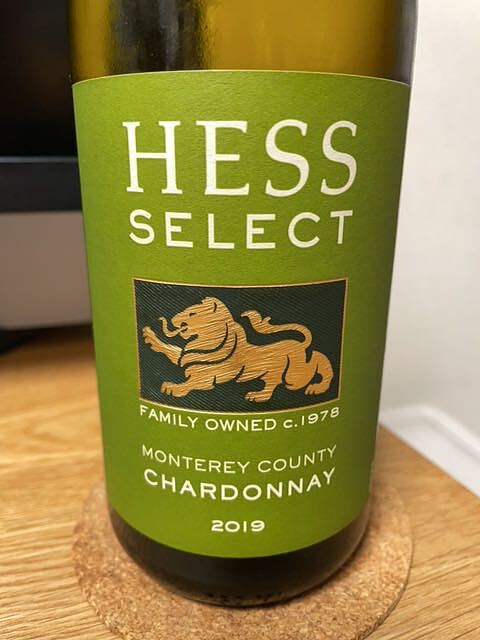 HESS
SELECT
FAMILY OWNED c.1978
MONTEREY COUNTY
CHARDONNAY
2019